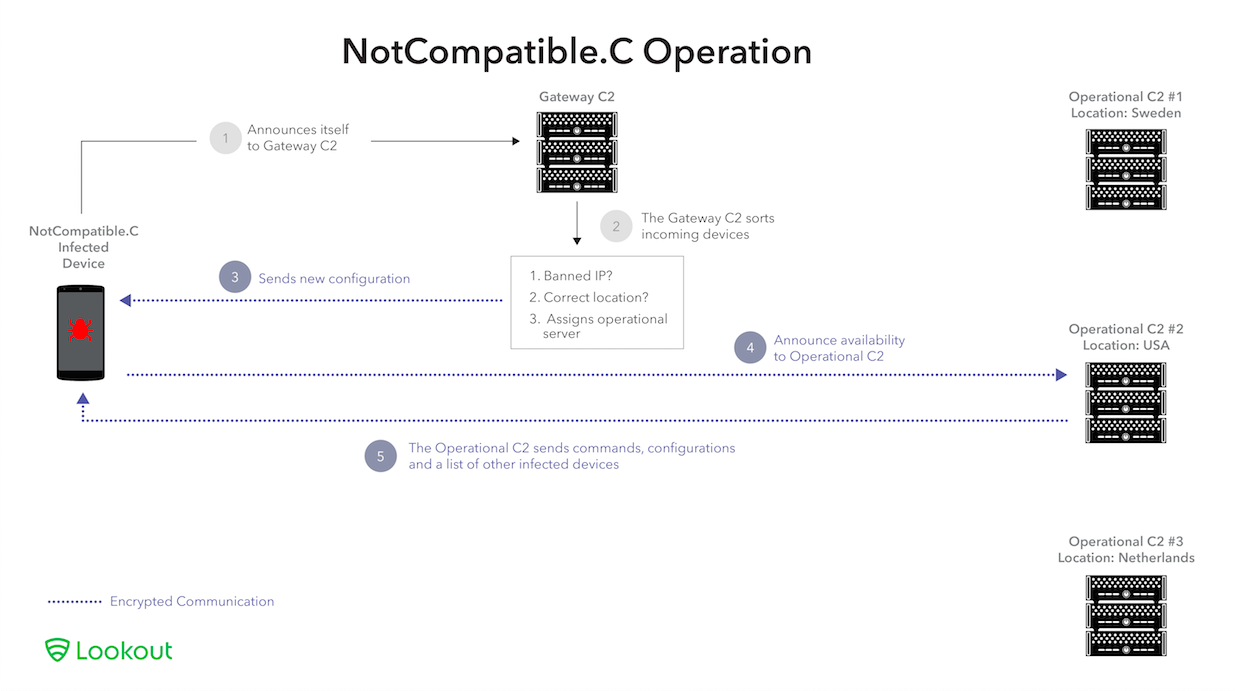 NotCompatible.C Operation
Gateway C2
Operational C2 #1
Location: Sweden
1
Announces itself
to Gateway C2
2
The Gateway C2 sorts
incoming devices
NotCompatible.C
Infected
Device
3
Sends new configuration
1. Banned IP?
2. Correct location?
3. Assigns operational
server
4
Announce availability
to Operational C2
Operational C2 #2
Location: USA
5
The Operational C2 sends commands, configurations
and a list of other infected devices
Operational C2 #3
Location: Netherlands
Encrypted Communication
Lookout